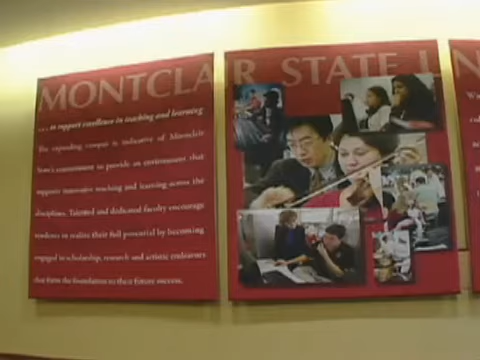 MONTCLAIR STATE UN
... to support excellence in teaching and learning
The expanding campus is indicative of Montclair
State's commitment to provide an environment that
supports innovative teaching and learning across the
disciplines. Talented and dedicated faculty encourage
students to realize their full potential by becoming
engaged in scholarship, research and artistic endeavors
that form the foundation to their future success.